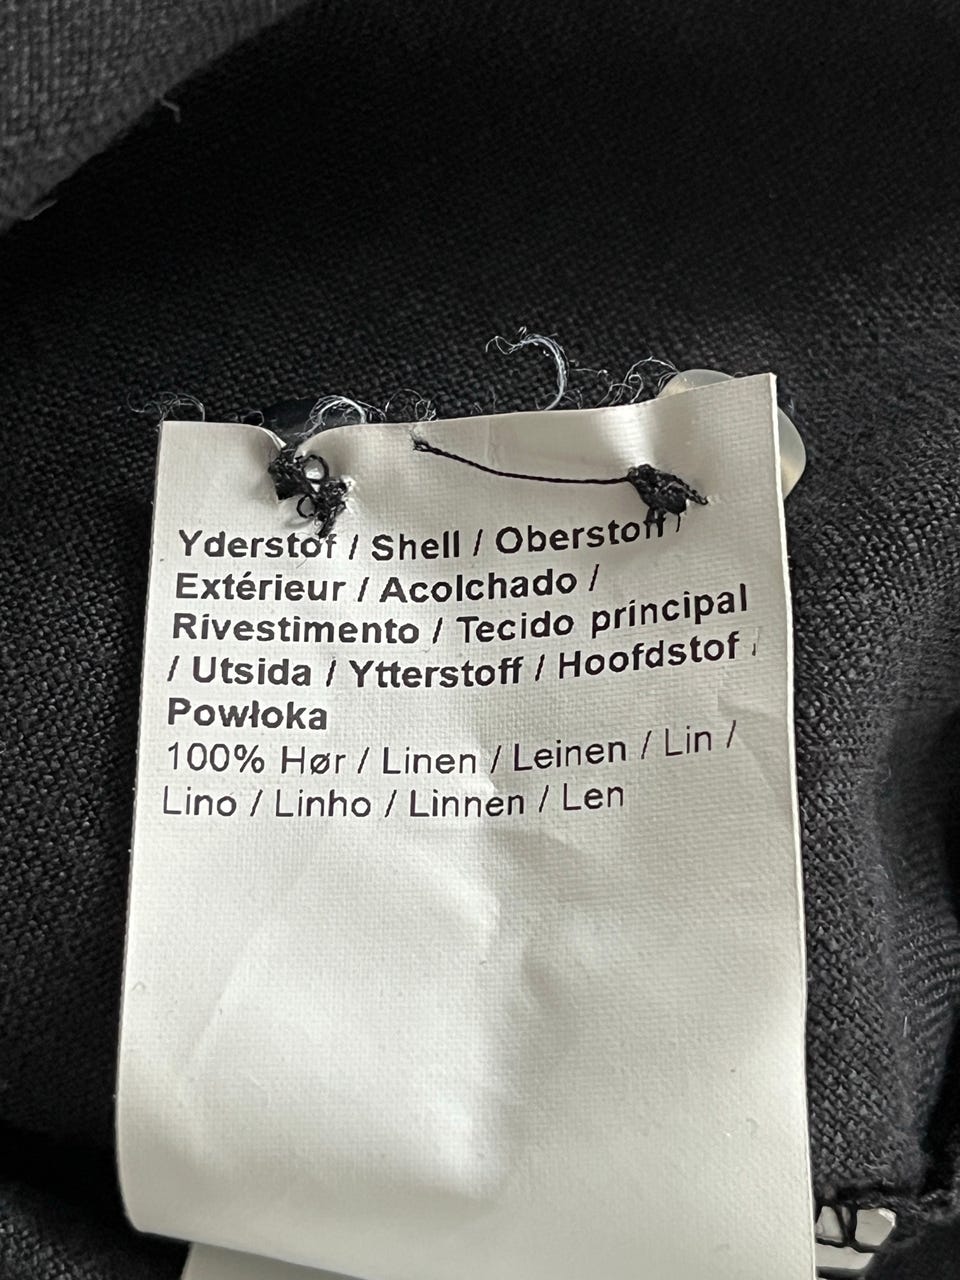 Yderstof / Shell / Oberstoff /
Extérieur / Acolchado /
Rivestimento / Tecido príncipal
/ Utsida / Ytterstoff / Hoofdstof /
Powłoka
100% Hør / Linen / Leinen / Lin /
Lino / Linho / Linnen / Len